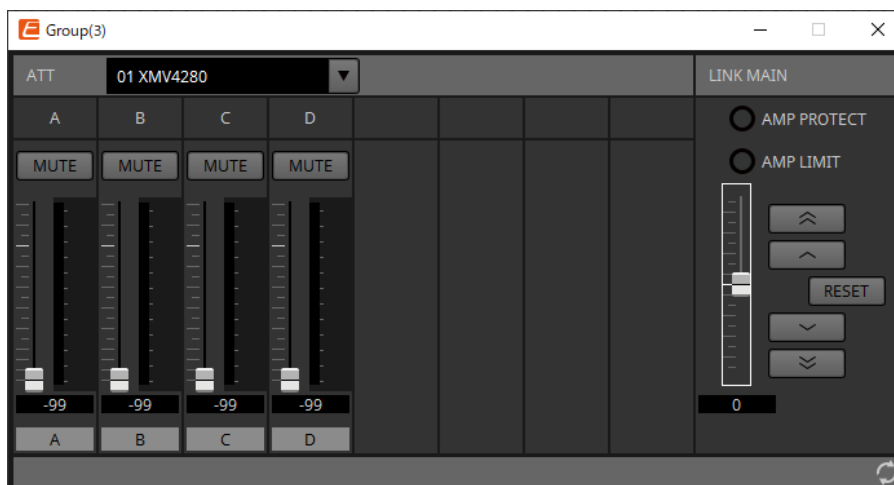 Group(3)
ATT 01 XMV4280 LINK MAIN
A B C D AMP PROTECT
MUTE MUTE MUTE MUTE AMP LIMIT
RESET
-99 -99 -99 -99 0
A B C D